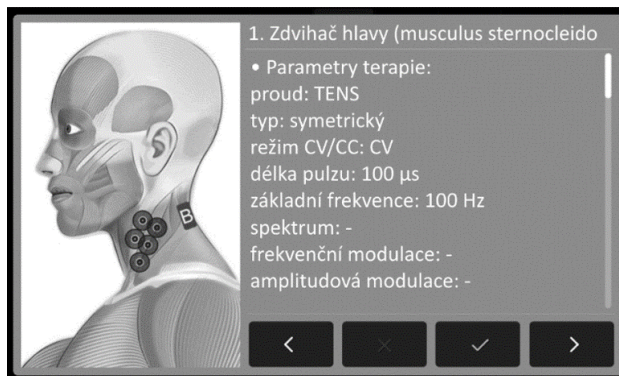 1. Zdvihač hlavy (musculus sternocleido
• Parametry terapie:
proud: TENS
typ: symetrický
režim CV/CC: CV
délka pulzu: 100 µs
základní frekvence: 100 Hz
spektrum: -
frekvenční modulace: -
amplitudová modulace: -
B